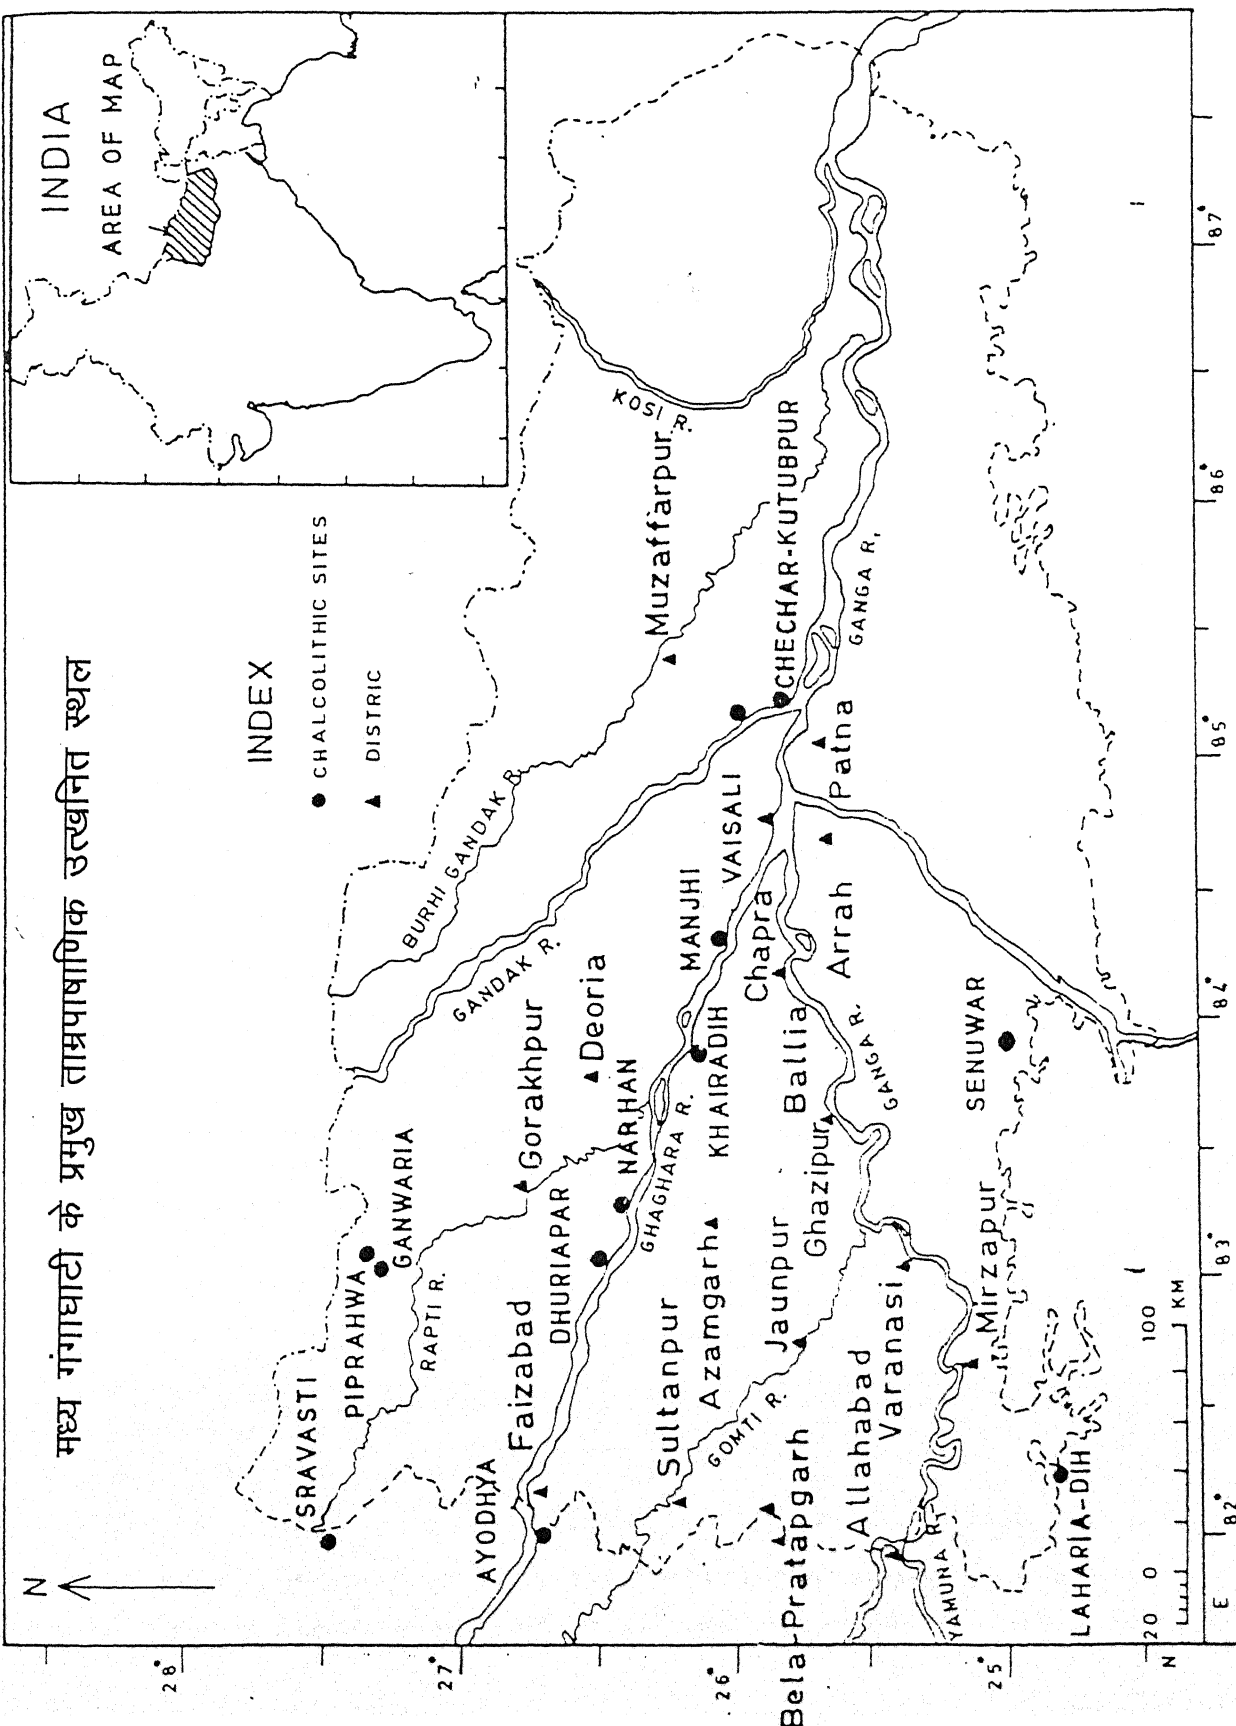 मध्य गंगाघाटी के प्रमुख ताम्रपाषाणिक उत्खनित स्थल
N
INDIA
AREA OF MAP
INDEX
● CHALCOLITHIC SITES
▲ DISTRIC
SRAVASTI
PIPRAHWA
GANWARIA
RAPTI R.
BURHI GANDAK R.
GANDAK R.
KOSI R.
AYODHYA
Faizabad
DHURIAPAR
Gorakhpur
NARHAN
Deoria
Muzaffarpur
GHAGHARA R.
KHAIRADIH
MANJHI
VAISALI
CHECHAR-KUTUBPUR
Sultanpur
Azamgarh
GOMTI R.
Jaunpur
Ghazipur
Ballia
Chapra
Arrah
Patna
GANGA R.
GANGA R.
Bela-Pratapgarh
Allahabad
Varanasi
Mirzapur
SENUWAR
YAMUNA R.
LAHARIA-DIH
28°
27°
26°
25°
N
20 0 100
KM
E
82°
83°
84°
85°
86°
87°